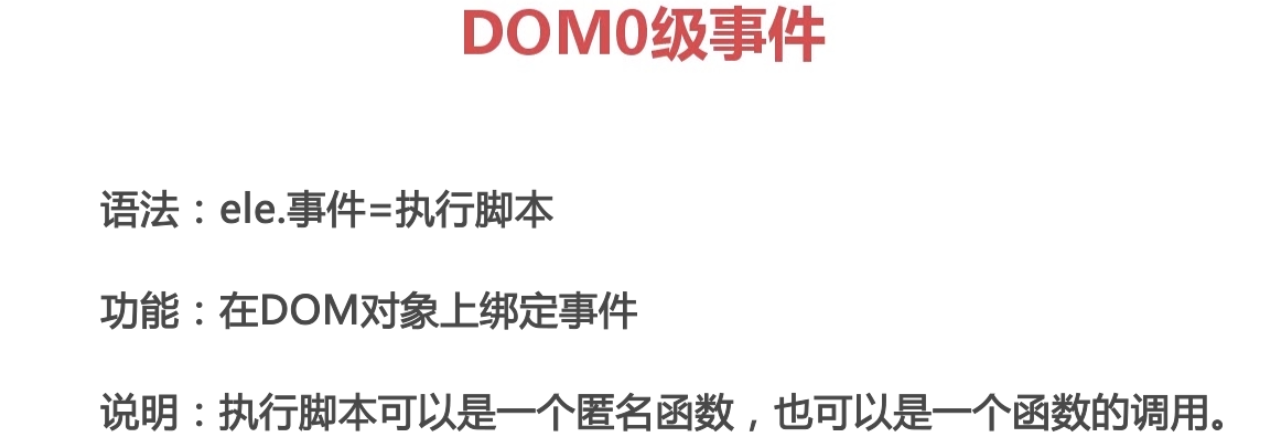 DOM0级事件
语法：ele.事件=执行脚本
功能：在DOM对象上绑定事件
说明：执行脚本可以是一个匿名函数，也可以是一个函数的调用。